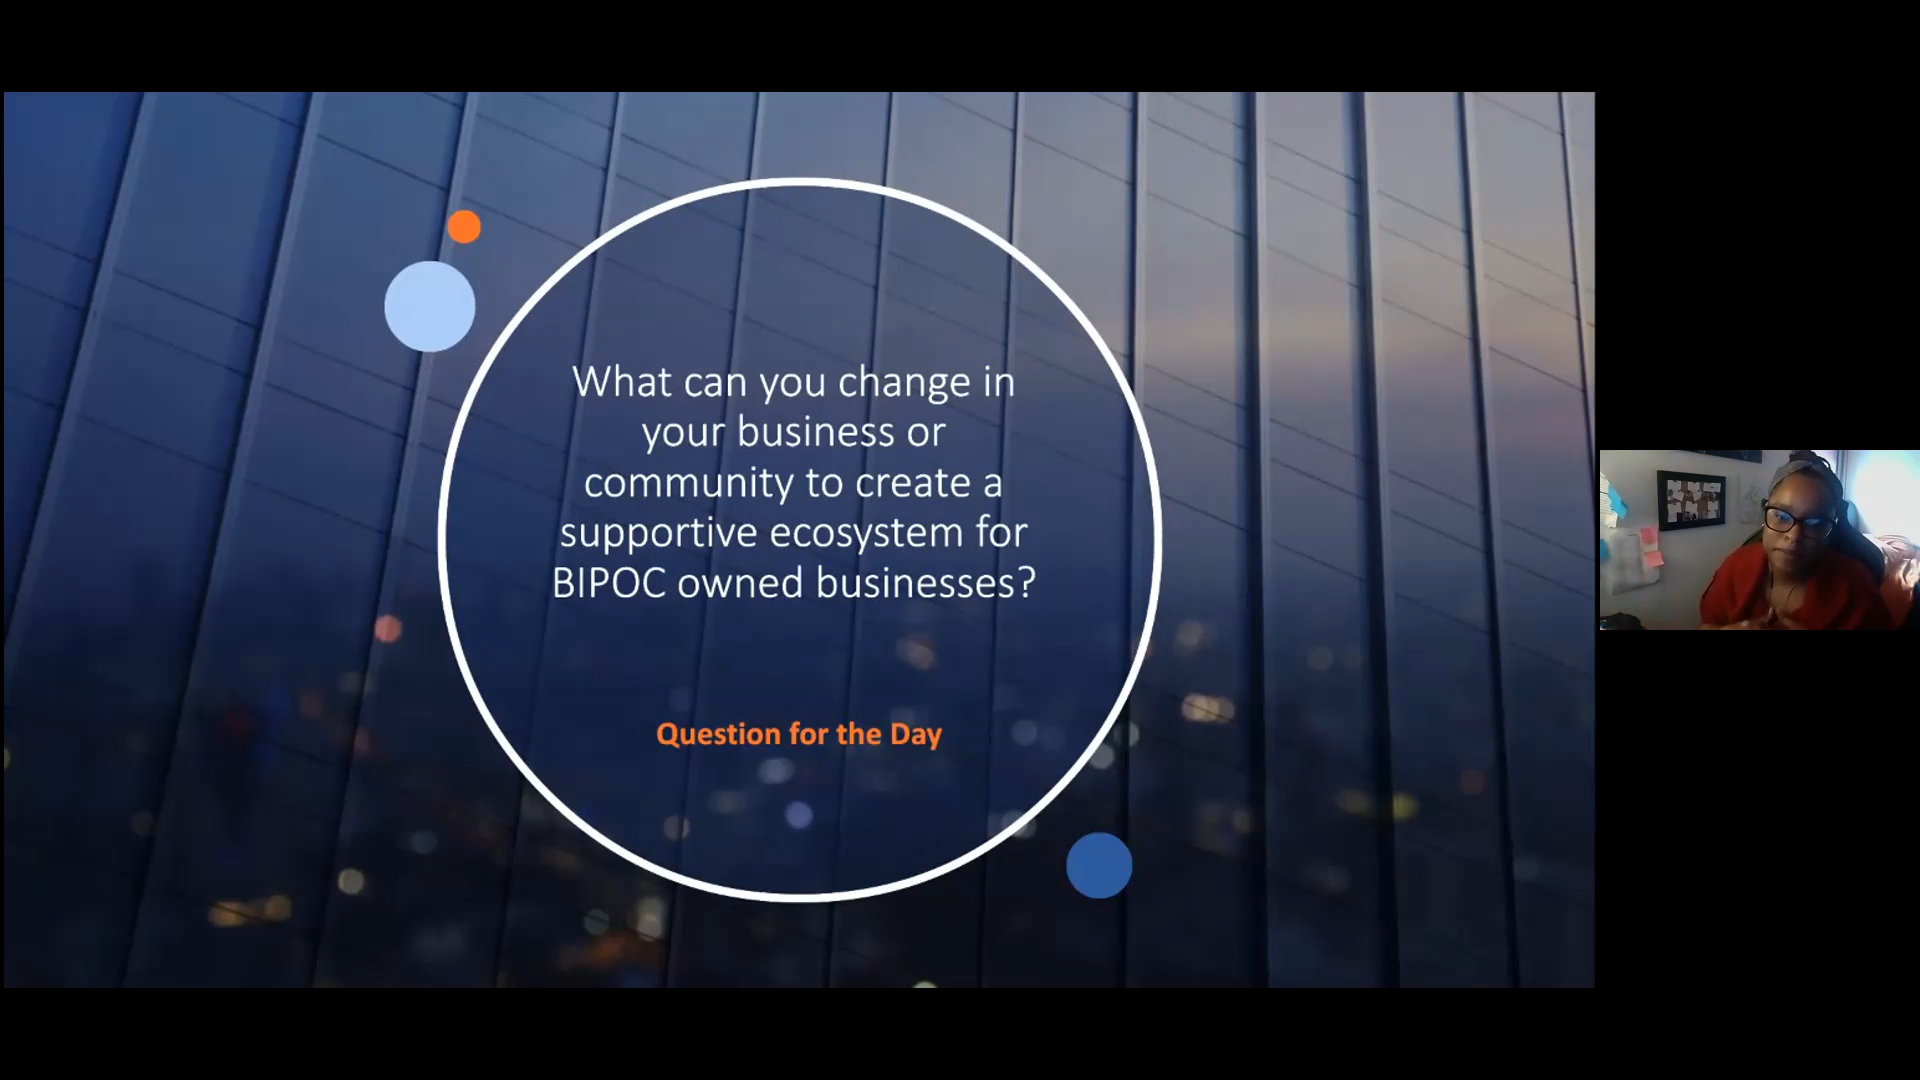 What can you change in
your business or
community to create a
supportive ecosystem for
BIPOC owned businesses?
Question for the Day